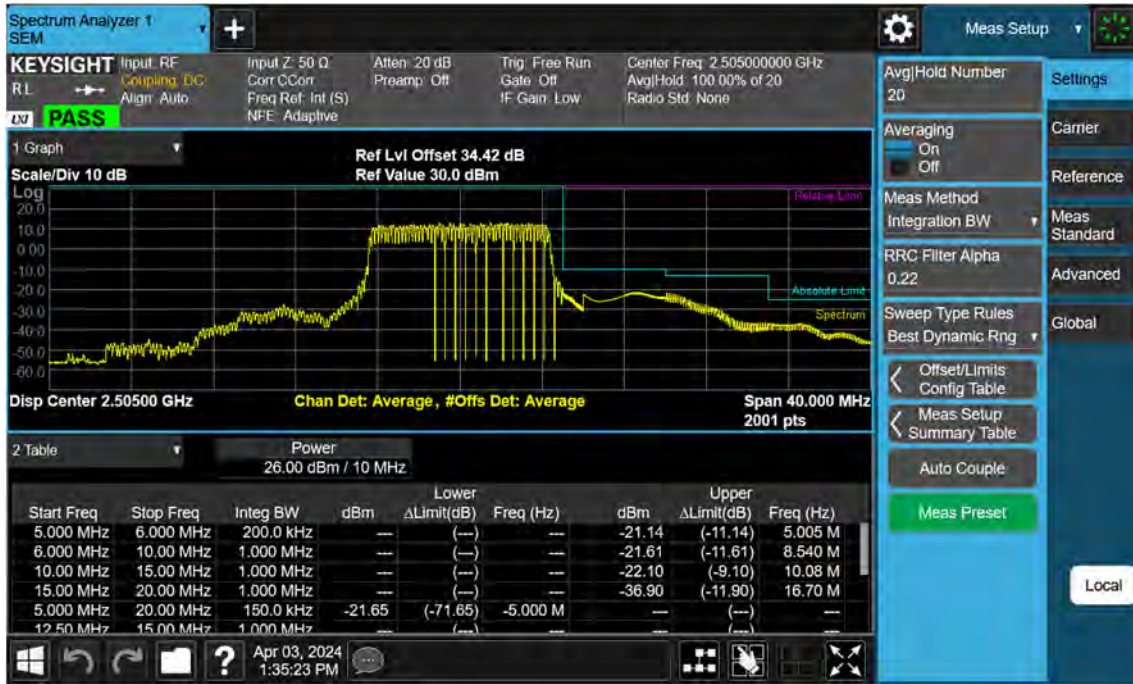 Spectrum Analyzer 1
SEM
+
Meas Setup
KEYSIGHT
RL
LXI PASS
Input: RF
Coupling: DC
Align: Auto
Input Z: 50 Ω
Corr CCorr
Freq Ref: Int (S)
NFE: Adaptive
Atten: 20 dB
Preamp: Off
Trig: Free Run
Gate: Off
IF Gain: Low
Center Freq: 2.505000000 GHz
Avg|Hold: 100.00% of 20
Radio Std: None
1 Graph
Scale/Div 10 dB
Ref Lvl Offset 34.42 dB
Ref Value 30.0 dBm
Log
20.0
10.0
0.00
-10.0
-20.0
-30.0
-40.0
-50.0
-60.0
Relative Limit
Absolute Limit
Spectrum
Disp Center 2.50500 GHz
Chan Det: Average, #Offs Det: Average
Span 40.000 MHz
2001 pts
2 Table
Power
26.00 dBm / 10 MHz
Lower Upper
Start Freq Stop Freq Integ BW dBm ΔLimit(dB) Freq (Hz) dBm ΔLimit(dB) Freq (Hz)
5.000 MHz 6.000 MHz 200.0 kHz --- (---) --- -21.14 (-11.14) 5.005 M
6.000 MHz 10.00 MHz 1.000 MHz --- (---) --- -21.61 (-11.61) 8.540 M
10.00 MHz 15.00 MHz 1.000 MHz --- (---) --- -22.10 (-9.10) 10.08 M
15.00 MHz 20.00 MHz 1.000 MHz --- (---) --- -36.90 (-11.90) 16.70 M
5.000 MHz 20.00 MHz 150.0 kHz -21.65 (-71.65) -5.000 M --- (---) ---
12.50 MHz 15.00 MHz 1.000 MHz --- (---) --- --- (---) ---
?
Apr 03, 2024
1:35:23 PM
Avg|Hold Number
20
Averaging
On
Off
Meas Method
Integration BW
RRC Filter Alpha
0.22
Sweep Type Rules
Best Dynamic Rng
Offset/Limits
Config Table
Meas Setup
Summary Table
Auto Couple
Meas Preset
Settings
Carrier
Reference
Meas
Standard
Advanced
Global
Local